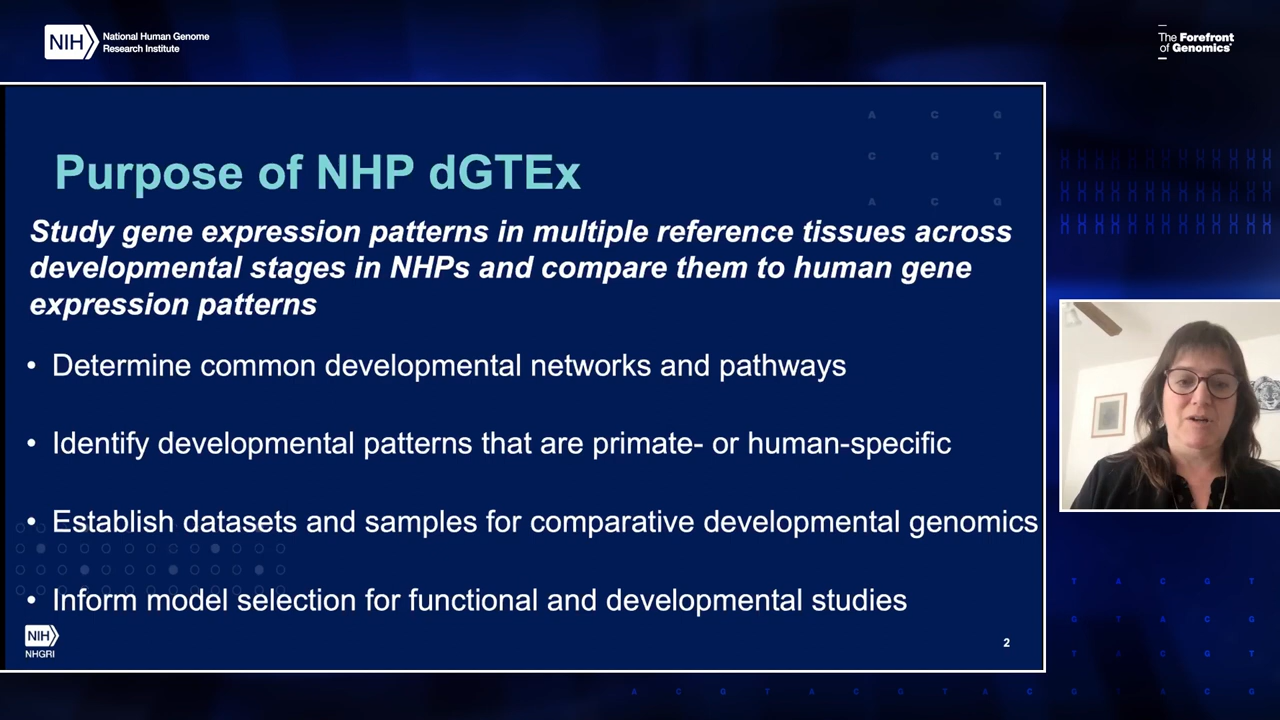 NIH
National Human Genome
Research Institute
The Forefront
of Genomics®
A C G
C G T
A C G
Purpose of NHP dGTEx
Study gene expression patterns in multiple reference tissues across
developmental stages in NHPs and compare them to human gene
expression patterns
• Determine common developmental networks and pathways
• Identify developmental patterns that are primate- or human-specific
• Establish datasets and samples for comparative developmental genomics
• Inform model selection for functional and developmental studies
NIH
NHGRI
2
T A C G T
G T A C G
T A C G T
A C G T A C G T A C G T A C G